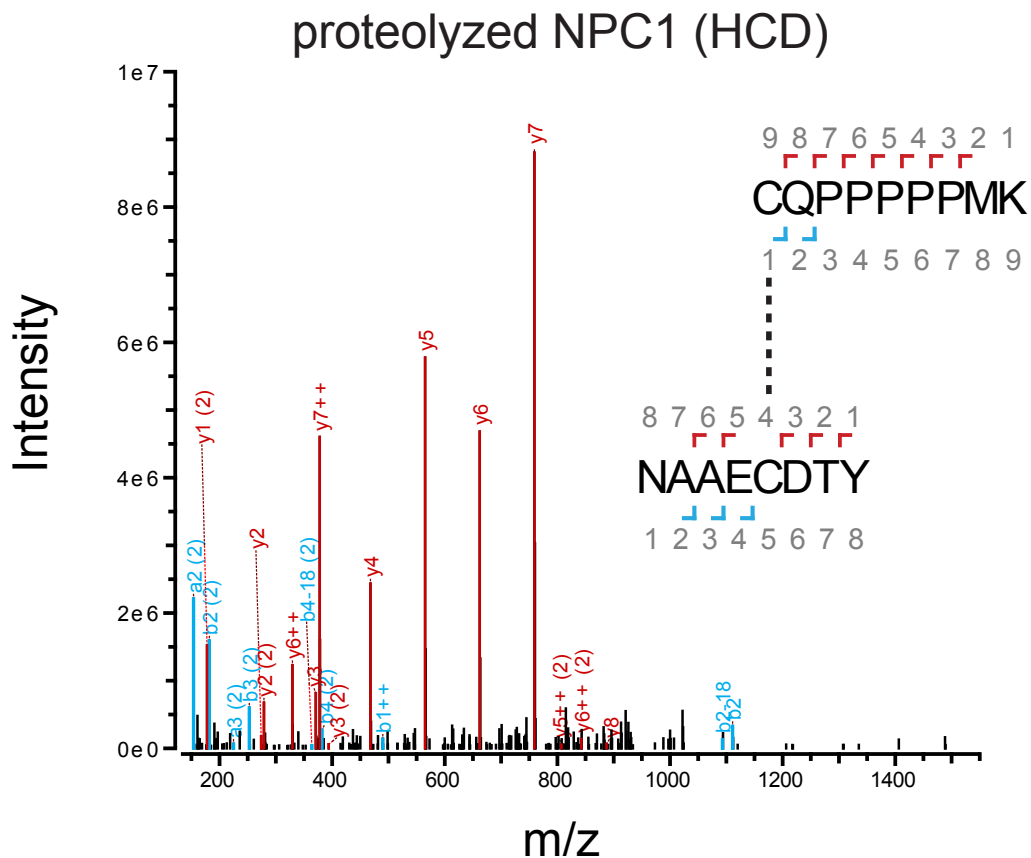 proteolyzed NPC1 (HCD)
1e7
8e6
6e6
4e6
2e6
0e0
Intensity
200 400 600 800 1000 1200 1400
m/z
a2 (2)
y1 (2)
b2 (2)
a3 (2)
b3 (2)
y2
y2 (2)
y6++
b4-18 (2)
y3
y7++
b4 (2)
y3 (2)
y4
b1++
y5
y6
y7
y5++ (2)
y6++ (2)
y8
b2-18
b2
9 8 7 6 5 4 3 2 1
CQPPPPPMK
1 2 3 4 5 6 7 8 9
8 7 6 5 4 3 2 1
NAAECDTY
1 2 3 4 5 6 7 8